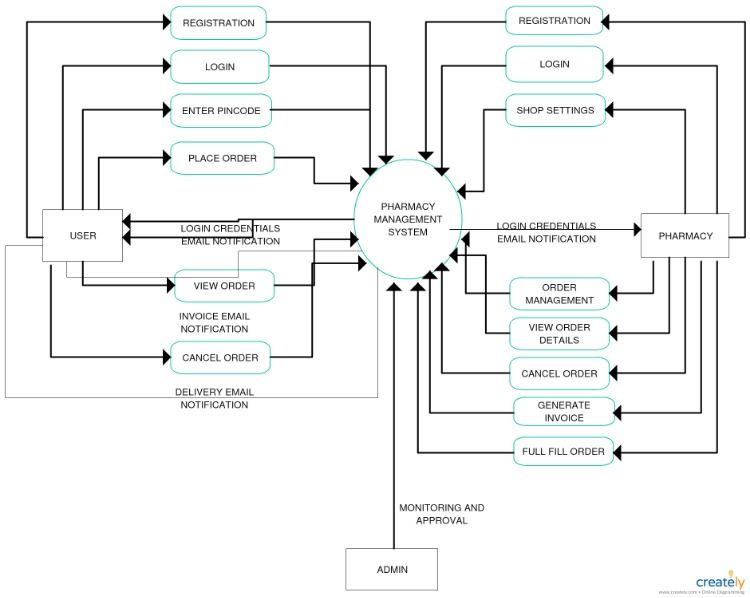 REGISTRATION
LOGIN
ENTER PINCODE
PLACE ORDER
USER
LOGIN CREDENTIALS
EMAIL NOTIFICATION
VIEW ORDER
INVOICE EMAIL
NOTIFICATION
CANCEL ORDER
DELIVERY EMAIL
NOTIFICATION
PHARMACY
MANAGEMENT
SYSTEM
REGISTRATION
LOGIN
SHOP SETTINGS
LOGIN CREDENTIALS
EMAIL NOTIFICATION
PHARMACY
ORDER
MANAGEMENT
VIEW ORDER
DETAILS
CANCEL ORDER
GENERATE
INVOICE
FULL FILL ORDER
MONITORING AND
APPROVAL
ADMIN
creately
www.creately.com • Online Diagramming